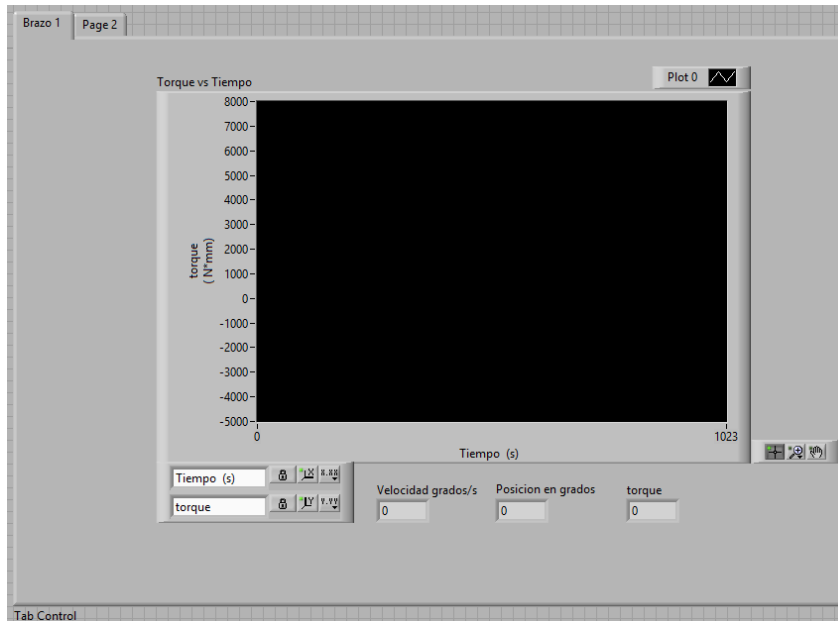 Brazo 1
Page 2
Torque vs Tiempo
Plot 0
8000
7000
6000
5000
4000
3000
2000
1000
0
-1000
-2000
-3000
-4000
-5000
torque
( N*mm)
0
1023
Tiempo (s)
Tiempo (s)
X
X.XX
torque
Y
Y.YY
Velocidad grados/s
Posicion en grados
torque
0
0
0
Tab Control